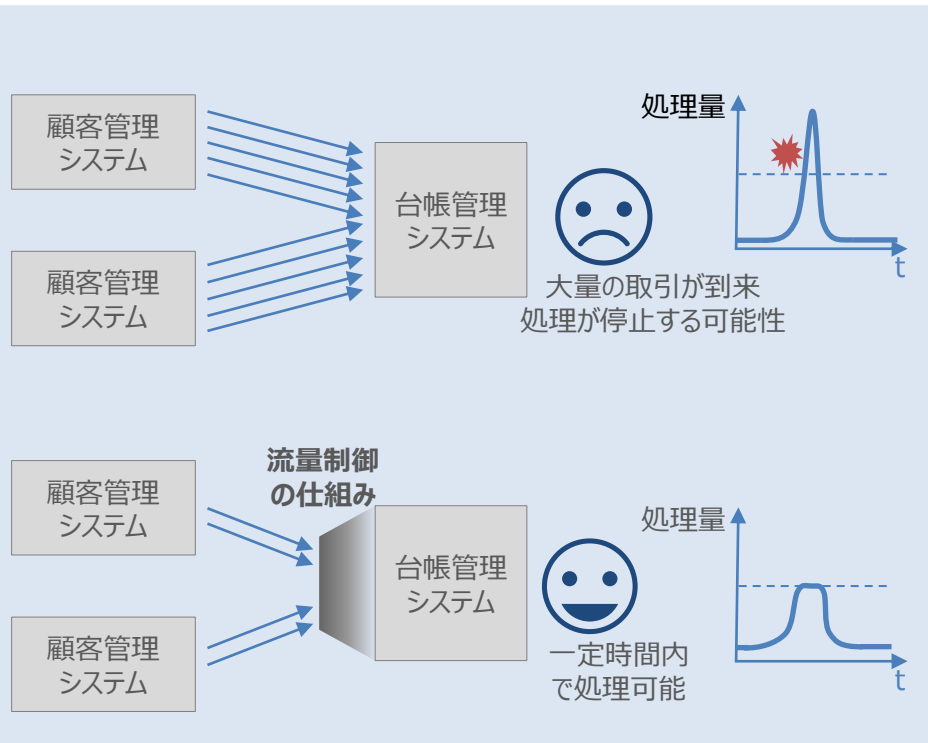 顧客管理
システム
顧客管理
システム
台帳管理
システム
大量の取引が到来
処理が停止する可能性
処理量
t
顧客管理
システム
顧客管理
システム
流量制御
の仕組み
台帳管理
システム
一定時間内
で処理可能
処理量
t